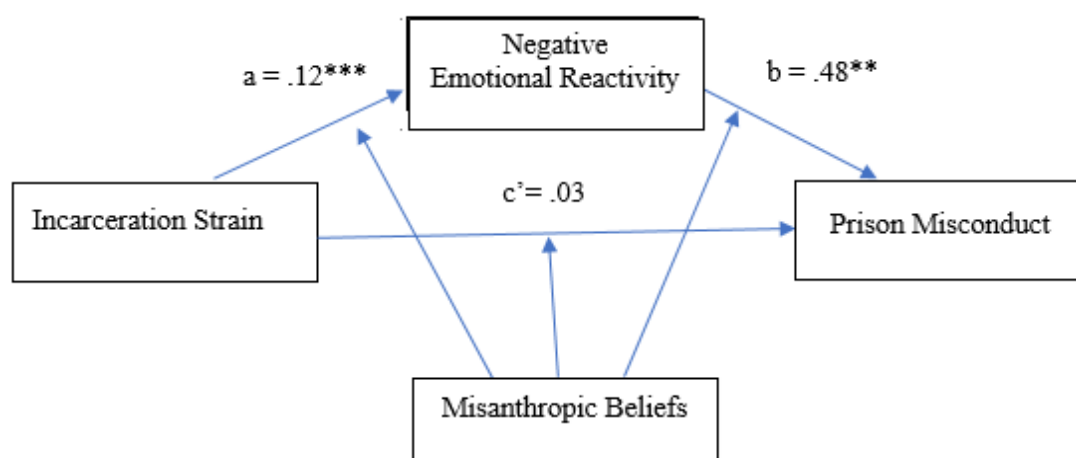 Negative
Emotional Reactivity
a = .12***
b = .48**
Incarceration Strain
c’= .03
Prison Misconduct
Misanthropic Beliefs